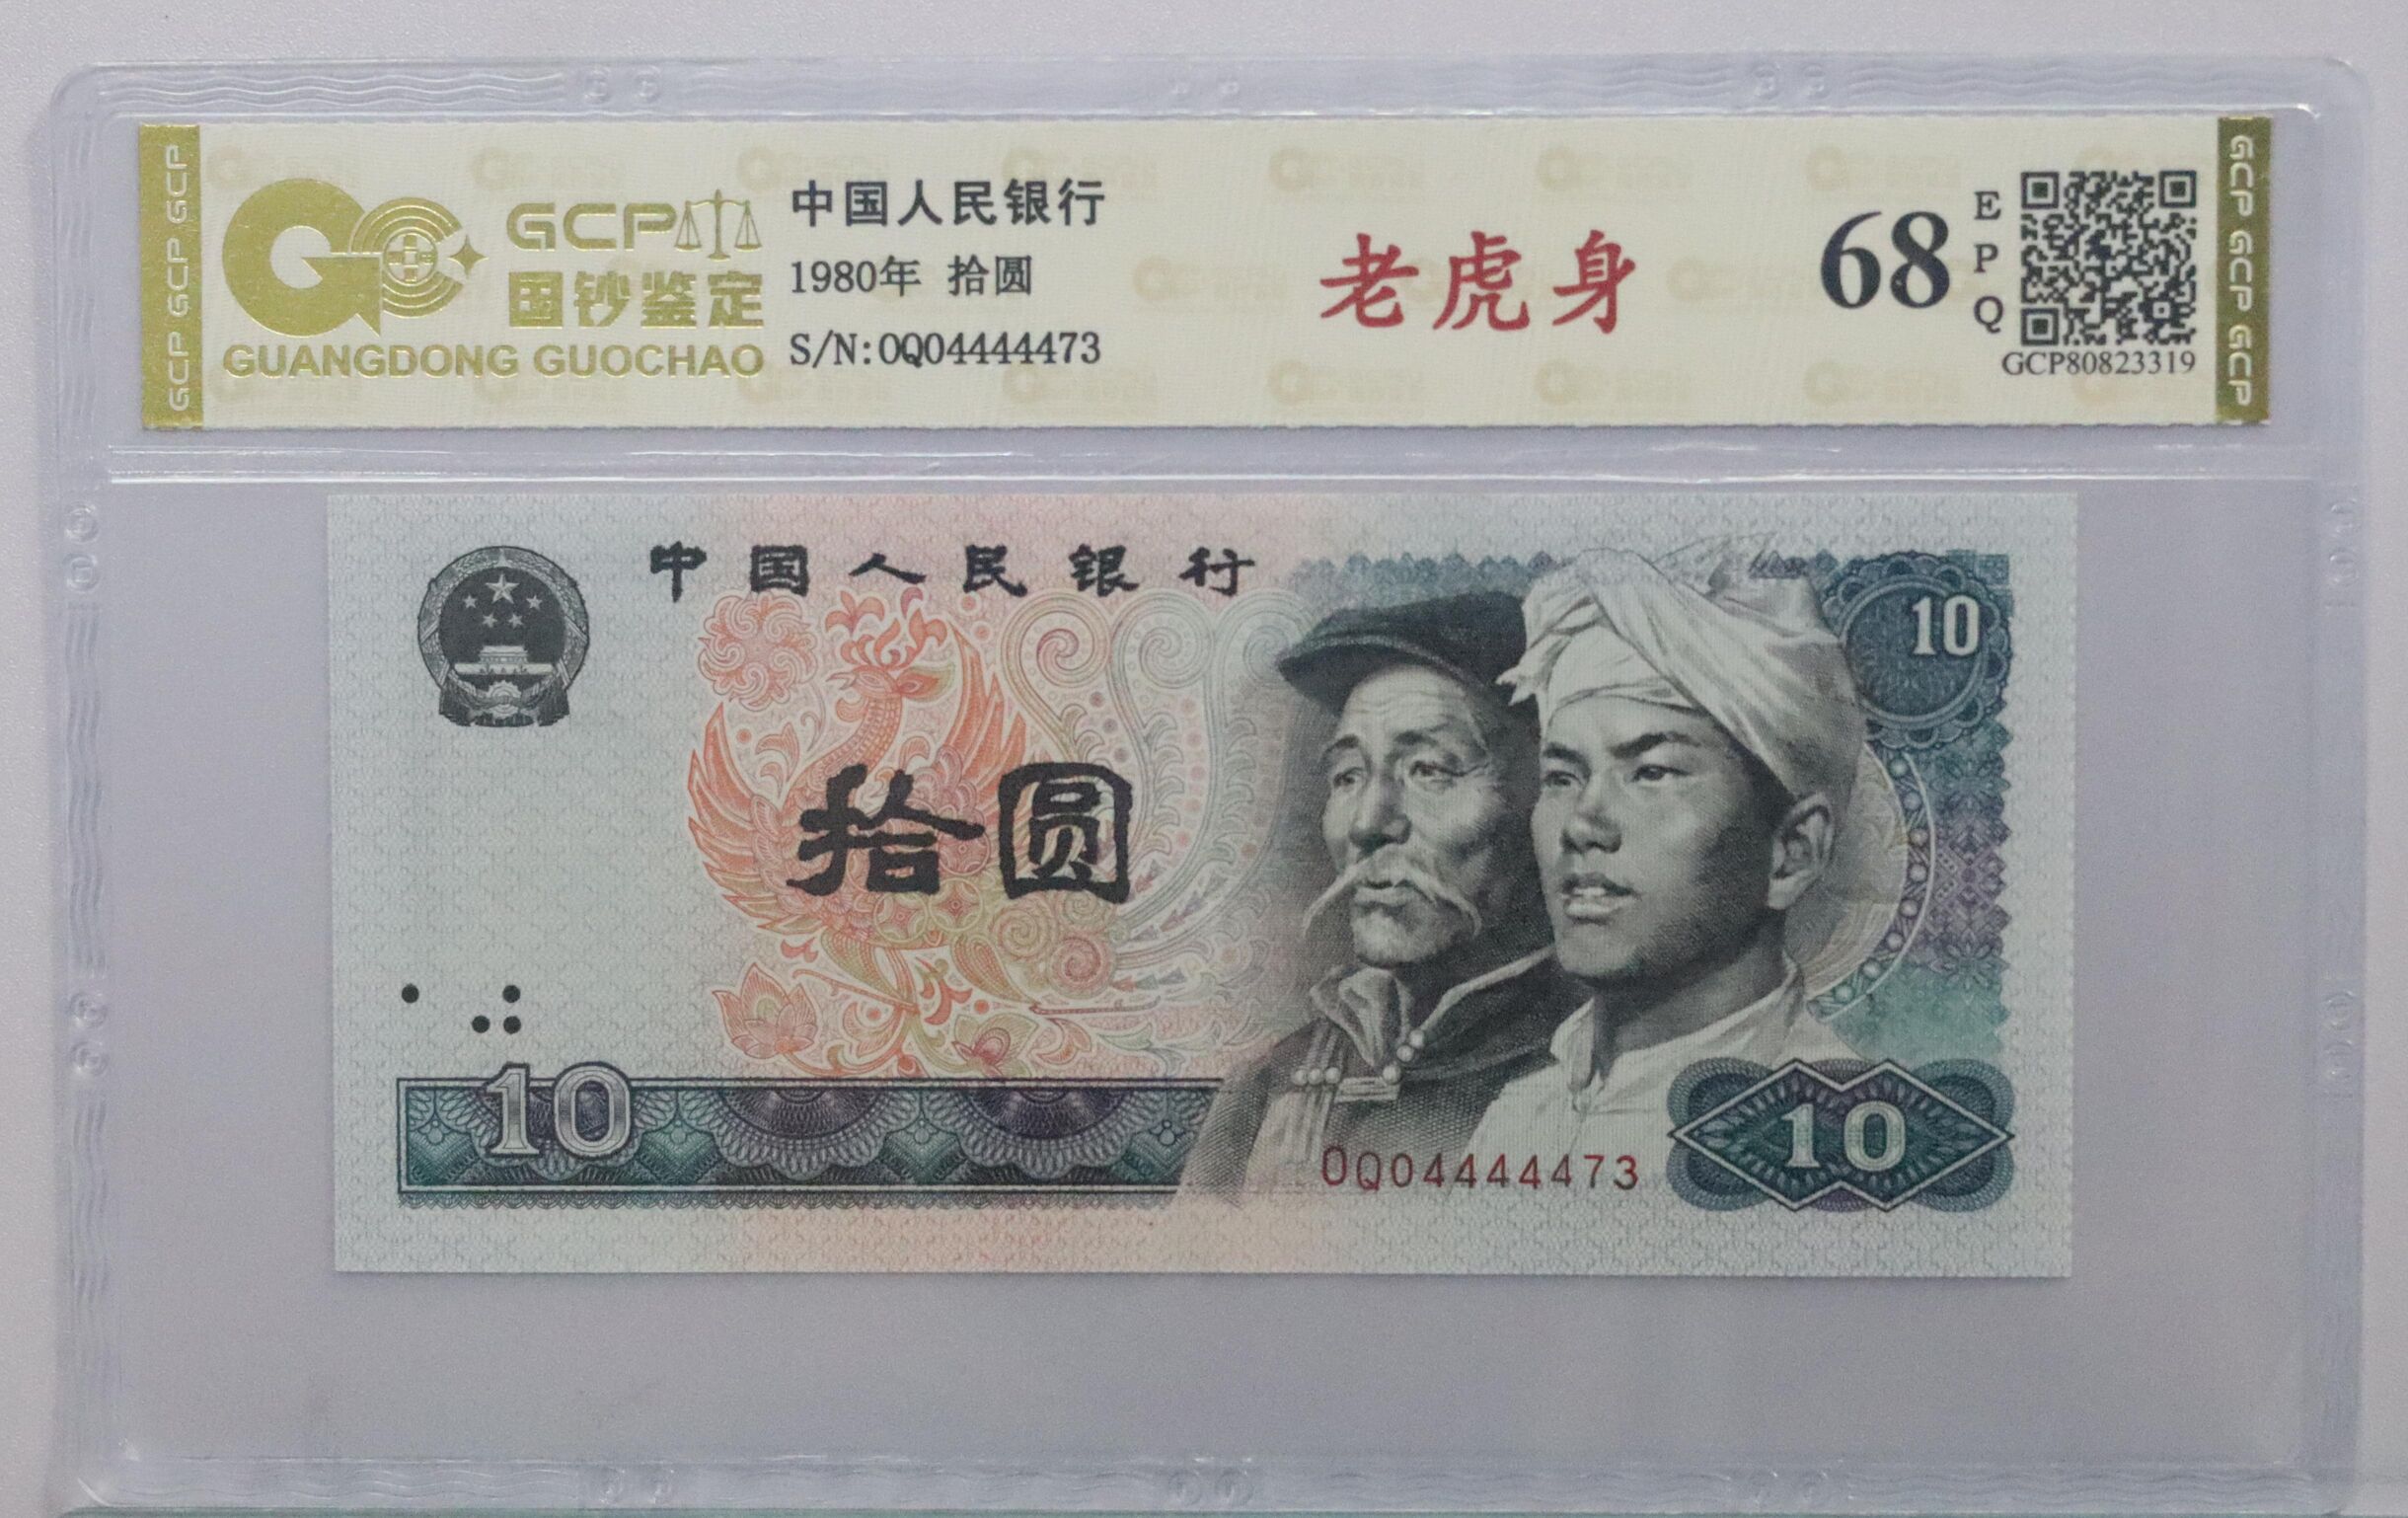 GCP GCP GCP
GCP
国钞鉴定
GUANGDONG GUOCHAO
中国人民银行
1980年 拾圆
S/N:0Q04444473
老虎身
68
EPQ
GCP80823319
GCP GCP GCP
中国人民银行
10
拾圆
10
0Q04444473
10